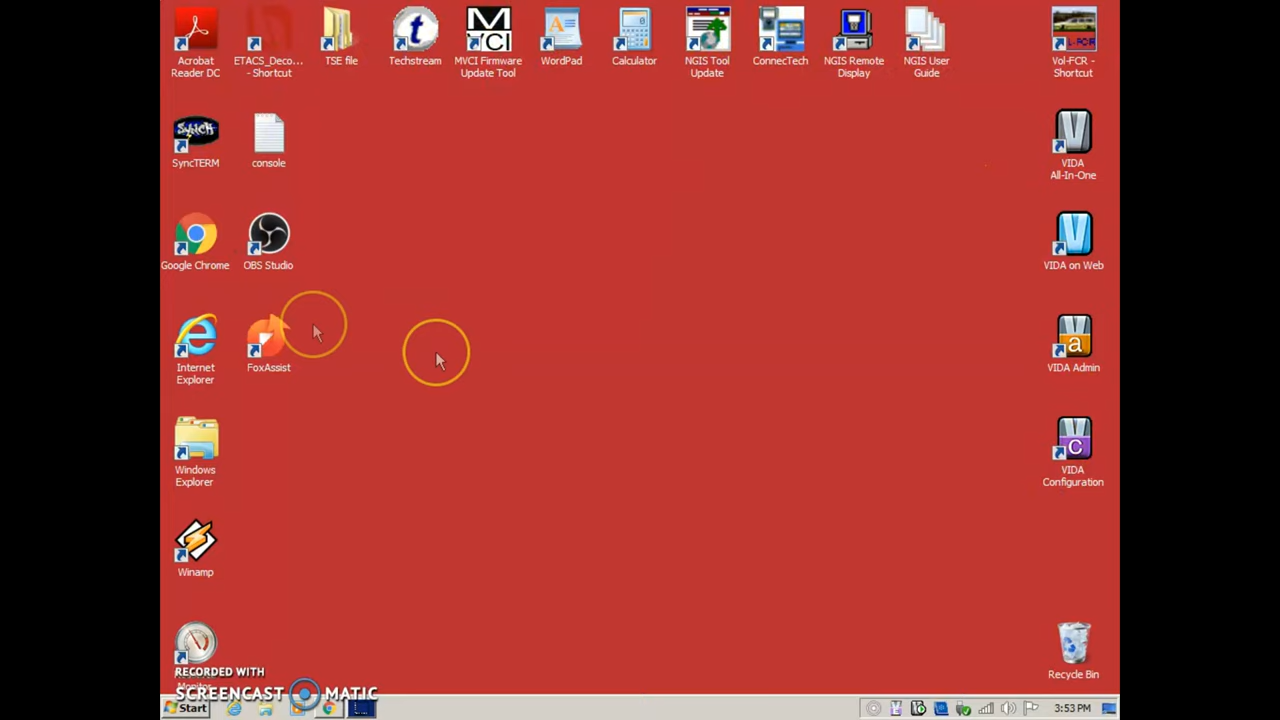 Acrobat
Reader DC
ETACS_Deco...
- Shortcut
TSE file
Techstream
MVCI Firmware
Update Tool
WordPad
Calculator
NGIS Tool
Update
ConnecTech
NGIS Remote
Display
NGIS User
Guide
Vol-FCR -
Shortcut
SyncTERM
console
VIDA
All-In-One
Google Chrome
OBS Studio
VIDA on Web
Internet
Explorer
FoxAssist
VIDA Admin
Windows
Explorer
VIDA
Configuration
Winamp
Recycle Bin
RECORDED WITH
SCREENCAST MATIC
Start
3:53 PM